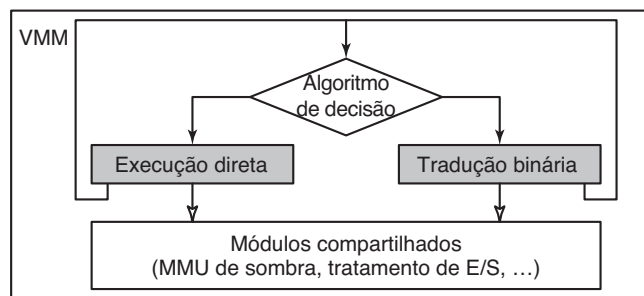 VMM
Algoritmo
de decisão
Execução direta
Tradução binária
Módulos compartilhados
(MMU de sombra, tratamento de E/S, …)